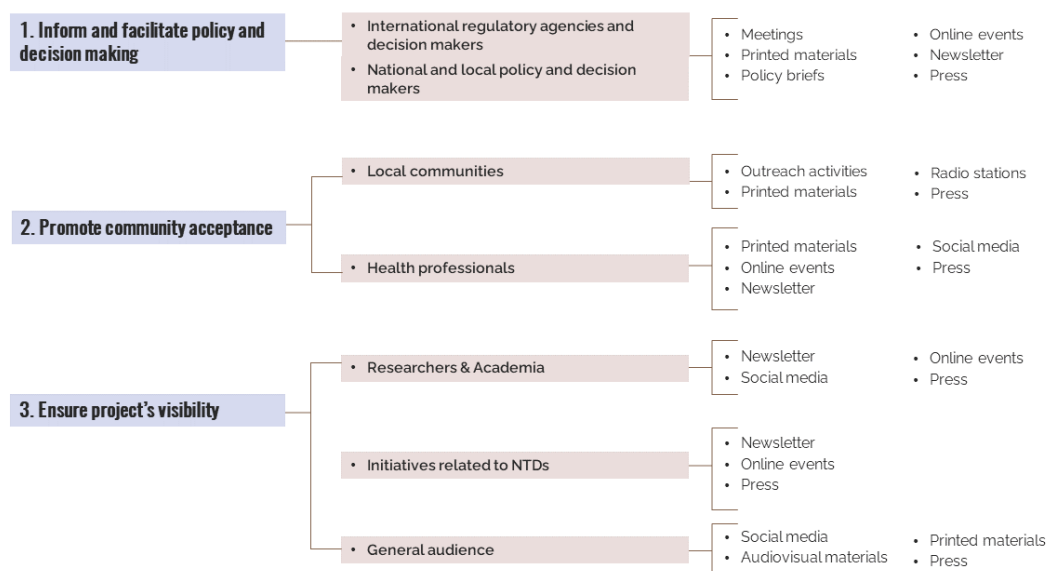 1. Inform and facilitate policy and
decision making
• International regulatory agencies and
decision makers
• National and local policy and decision
makers
• Meetings
• Printed materials
• Policy briefs
• Online events
• Newsletter
• Press
2. Promote community acceptance
• Local communities
• Outreach activities
• Printed materials
• Radio stations
• Press
• Health professionals
• Printed materials
• Online events
• Newsletter
• Social media
• Press
3. Ensure project's visibility
• Researchers & Academia
• Newsletter
• Social media
• Online events
• Press
• Initiatives related to NTDs
• Newsletter
• Online events
• Press
• General audience
• Social media
• Audiovisual materials
• Printed materials
• Press